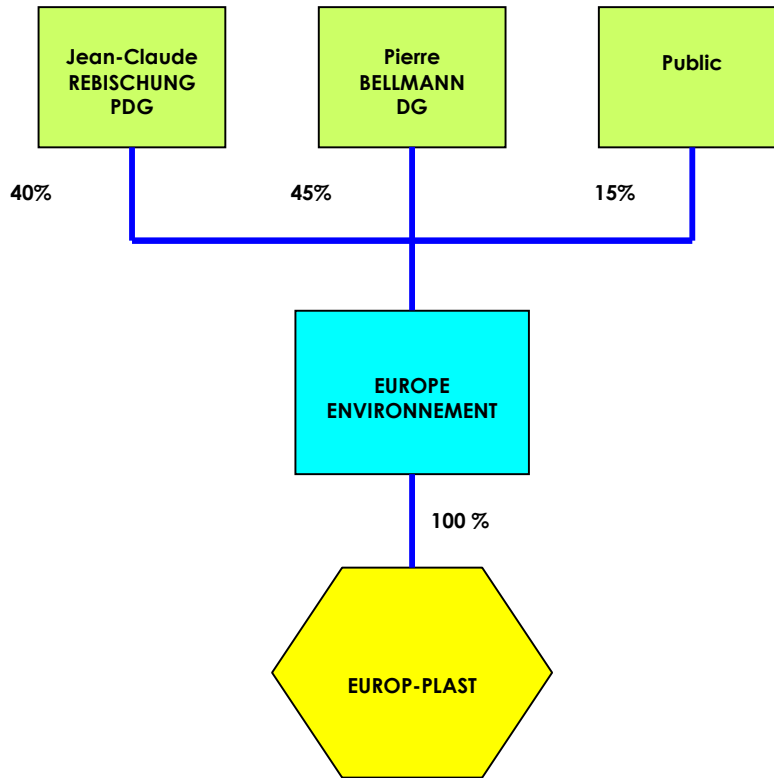 Jean-Claude
REBISCHUNG
PDG
Pierre
BELLMANN
DG
Public
40%
45%
15%
EUROPE
ENVIRONNEMENT
100 %
EUROP-PLAST